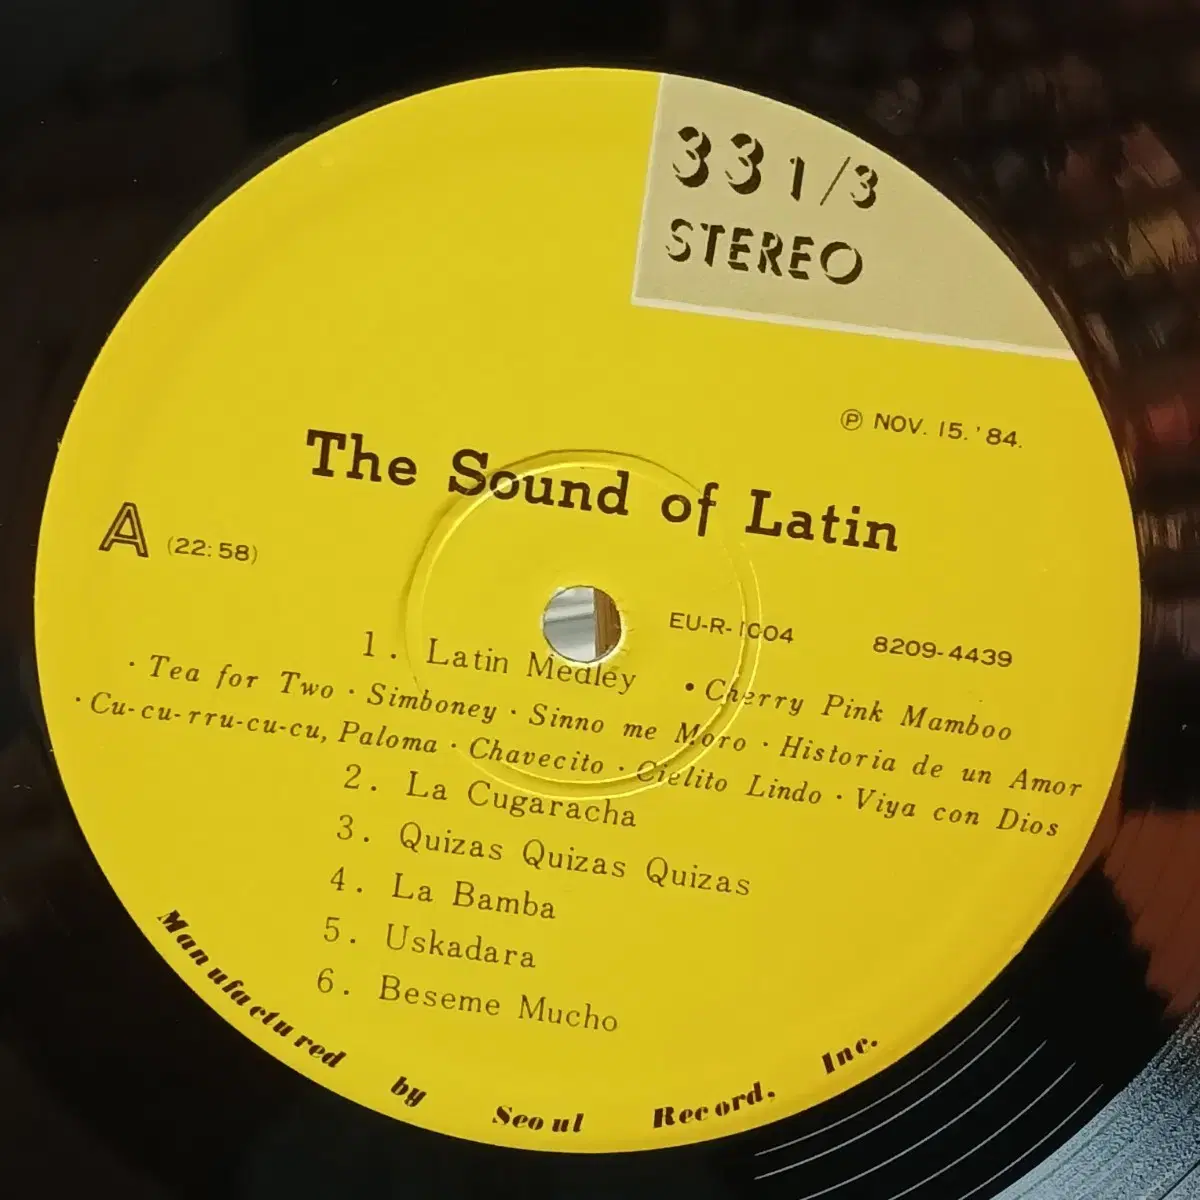 33 1/3
STEREO
Ⓟ NOV. 15. '84.
The Sound of Latin
A (22:58)
EU-R-1004 8209-4439
1. Latin Medley • Cherry Pink Mamboo
· Tea for Two · Simboney · Sinno me Moro · Historia de un Amor
· Cu-cu-rru-cu-cu, Paloma · Chavecito · Cielito Lindo · Viya con Dios
2. La Cugaracha
3. Quizas Quizas Quizas
4. La Bamba
5. Uskadara
6. Beseme Mucho
Manufactured by Seoul Record, Inc.